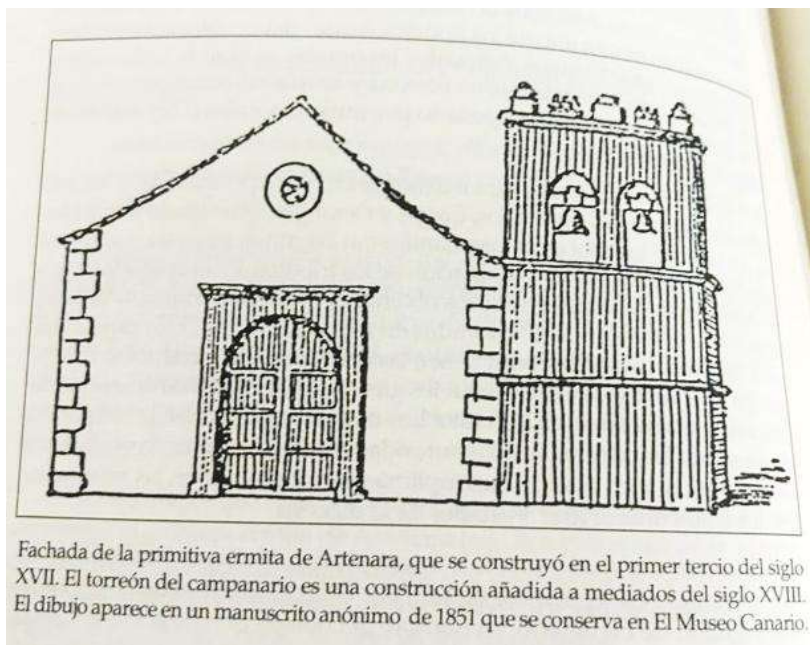 Fachada de la primitiva ermita de Artenara, que se construyó en el primer tercio del siglo
XVII. El torreón del campanario es una construcción añadida a mediados del siglo XVIII.
El dibujo aparece en un manuscrito anónimo de 1851 que se conserva en El Museo Canario.